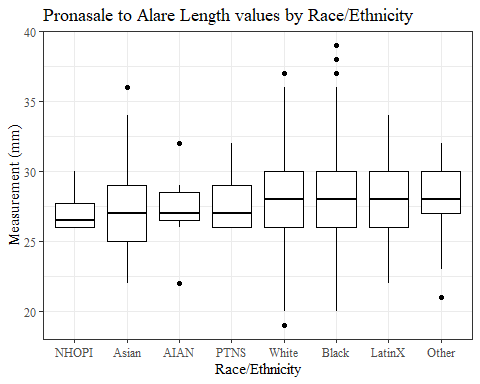 Pronasale to Alare Length values by Race/Ethnicity
Measurement (mm)
40
35
30
25
20
NHOPI Asian AIAN PTNS White Black LatinX Other
Race/Ethnicity